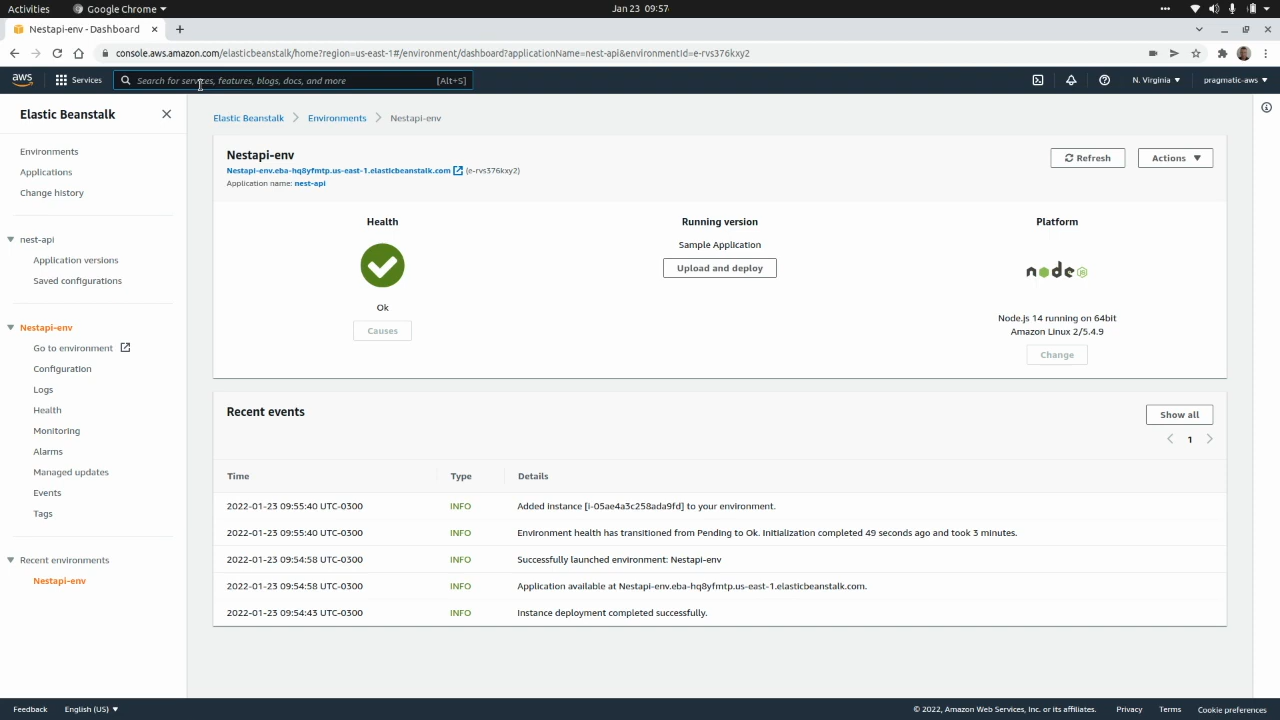 Activities
Google Chrome
Jan 23 09:57
Nestapi-env - Dashboard
console.aws.amazon.com/elasticbeanstalk/home?region=us-east-1#/environment/dashboard?applicationName=nest-api&environmentId=e-rvs376kxy2
aws
Services
Search for services, features, blogs, docs, and more
[Alt+S]
N. Virginia
pragmatic-aws
Elastic Beanstalk
Environments
Applications
Change history
nest-api
Application versions
Saved configurations
Nestapi-env
Go to environment
Configuration
Logs
Health
Monitoring
Alarms
Managed updates
Events
Tags
Recent environments
Nestapi-env
Elastic Beanstalk > Environments > Nestapi-env
Nestapi-env
Nestapi-env.eba-hq8yfmtp.us-east-1.elasticbeanstalk.com (e-rvs376kxy2)
Application name: nest-api
Refresh
Actions
Health
Ok
Causes
Running version
Sample Application
Upload and deploy
Platform
node
Node.js 14 running on 64bit
Amazon Linux 2/5.4.9
Change
Recent events
Show all
1
Time Type Details
2022-01-23 09:55:40 UTC-0300 INFO Added instance [i-05ae4a3c258ada9fd] to your environment.
2022-01-23 09:55:40 UTC-0300 INFO Environment health has transitioned from Pending to Ok. Initialization completed 49 seconds ago and took 3 minutes.
2022-01-23 09:54:58 UTC-0300 INFO Successfully launched environment: Nestapi-env
2022-01-23 09:54:58 UTC-0300 INFO Application available at Nestapi-env.eba-hq8yfmtp.us-east-1.elasticbeanstalk.com.
2022-01-23 09:54:43 UTC-0300 INFO Instance deployment completed successfully.
Feedback
English (US)
© 2022, Amazon Web Services, Inc. or its affiliates.
Privacy
Terms
Cookie preferences